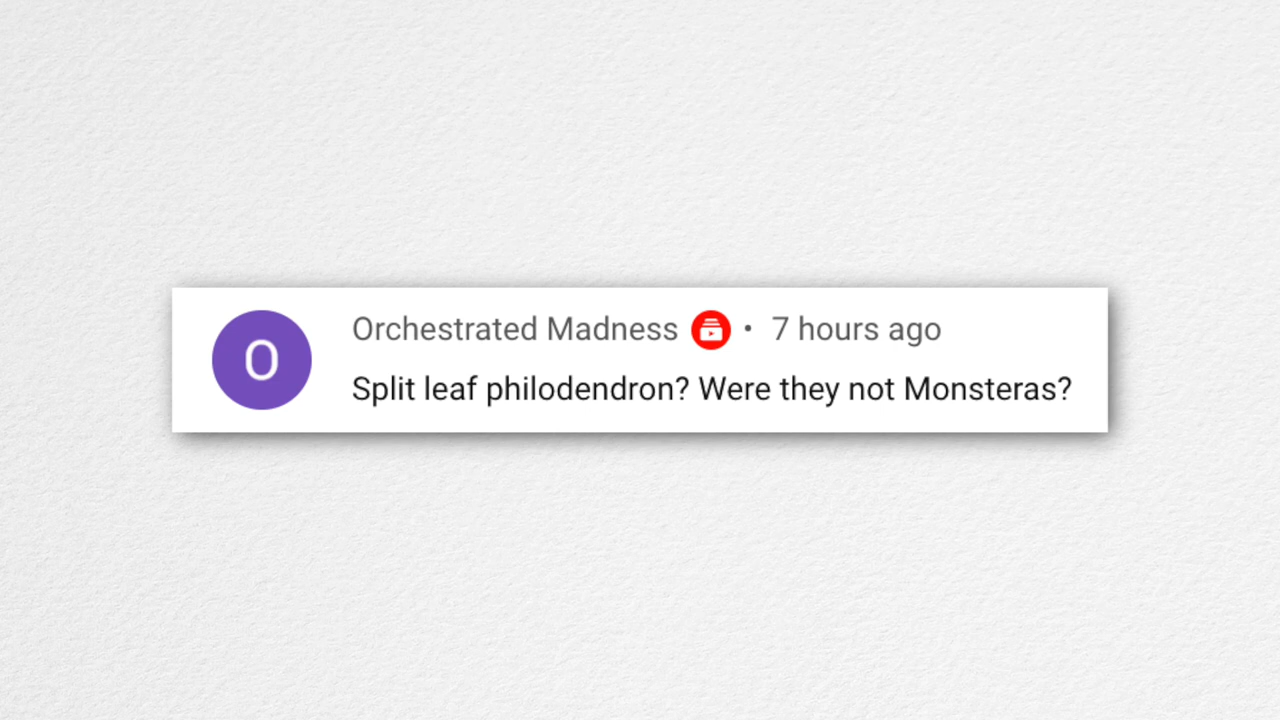 O
Orchestrated Madness • 7 hours ago
Split leaf philodendron? Were they not Monsteras?